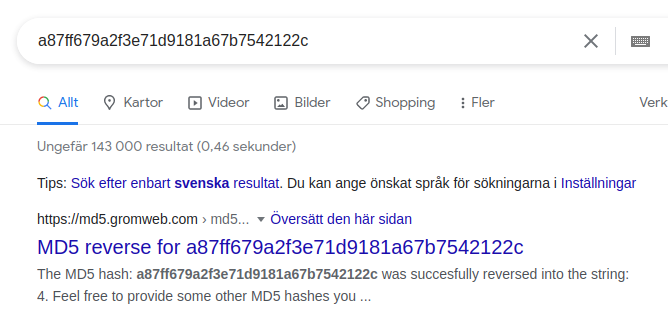 a87ff679a2f3e71d9181a67b7542122c
Allt Kartor Videor Bilder Shopping Fler Verk
Ungefär 143 000 resultat (0,46 sekunder)
Tips: Sök efter enbart svenska resultat. Du kan ange önskat språk för sökningarna i Inställningar
https://md5.gromweb.com › md5... Översätt den här sidan
MD5 reverse for a87ff679a2f3e71d9181a67b7542122c
The MD5 hash: a87ff679a2f3e71d9181a67b7542122c was succesfully reversed into the string:
4. Feel free to provide some other MD5 hashes you ...